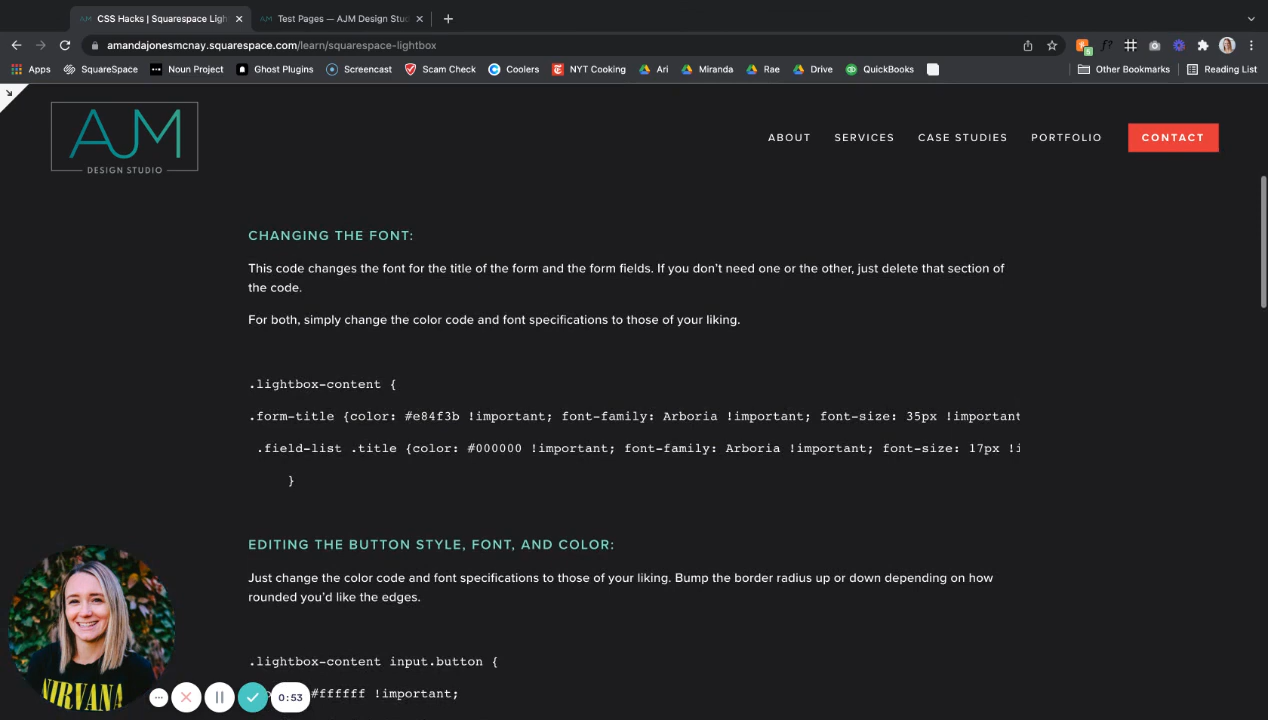 CSS Hacks | Squarespace Ligh
Test Pages — AJM Design Stud
amandajonesmcnay.squarespace.com/learn/squarespace-lightbox
Apps
SquareSpace
Noun Project
Ghost Plugins
Screencast
Scam Check
Coolers
NYT Cooking
Ari
Miranda
Rae
Drive
QuickBooks
Other Bookmarks
Reading List
AJM
DESIGN STUDIO
ABOUT
SERVICES
CASE STUDIES
PORTFOLIO
CONTACT
CHANGING THE FONT:
This code changes the font for the title of the form and the form fields. If you don’t need one or the other, just delete that section of
the code.
For both, simply change the color code and font specifications to those of your liking.
.lightbox-content {
.form-title {color: #e84f3b !important; font-family: Arboria !important; font-size: 35px !important
.field-list .title {color: #000000 !important; font-family: Arboria !important; font-size: 17px !i
}
EDITING THE BUTTON STYLE, FONT, AND COLOR:
Just change the color code and font specifications to those of your liking. Bump the border radius up or down depending on how
rounded you’d like the edges.
.lightbox-content input.button {
#ffffff !important;
NIRVANA
0:53